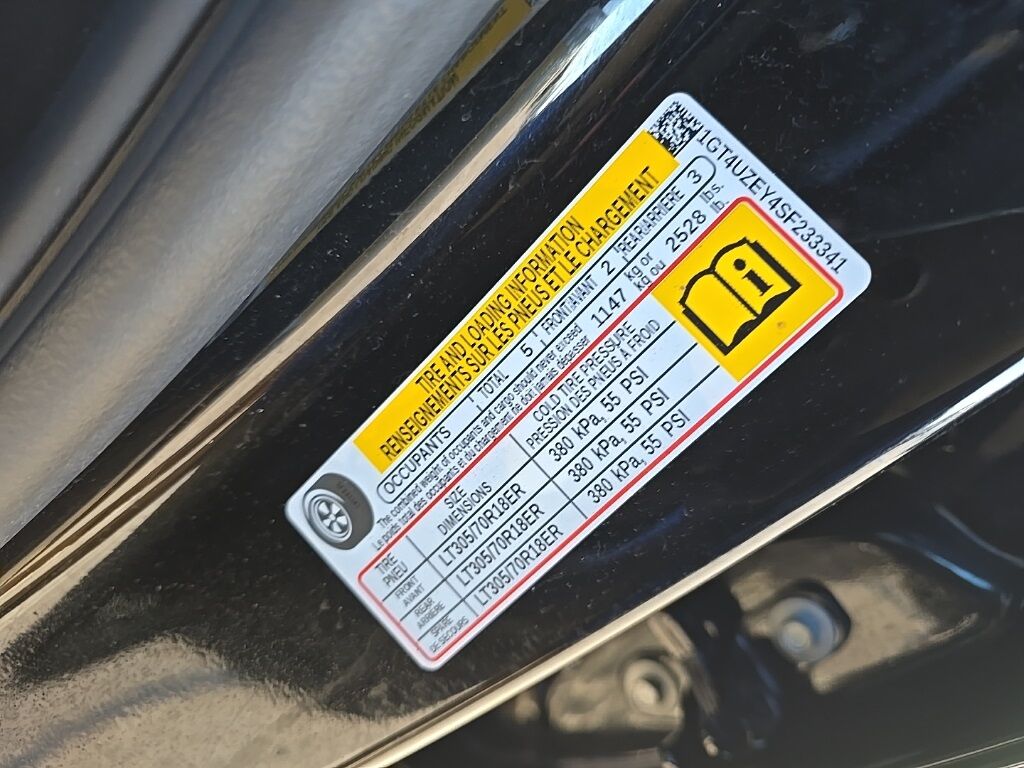 1GT4UZEY4SF233341
TIRE AND LOADING INFORMATION
RENSEIGNEMENTS SUR LES PNEUS ET LE CHARGEMENT
OCCUPANTS TOTAL 5 FRONT/AVANT 2 REAR/ARRIÈRE 3
The combined weight of occupants and cargo should never exceed 1147 kg or 2528 lbs.
Le poids total des occupants et du chargement ne doit jamais dépasser kg ou lb.
TIRE SIZE COLD TIRE PRESSURE
PNEU DIMENSIONS PRESSION DES PNEUS À FROID
FRONT AVANT LT305/70R18ER 380 kPa, 55 PSI
REAR ARRIÈRE LT305/70R18ER 380 KPa, 55 PSI
SPARE DE SECOURS LT305/70R18ER 380 kPa, 55 PSI